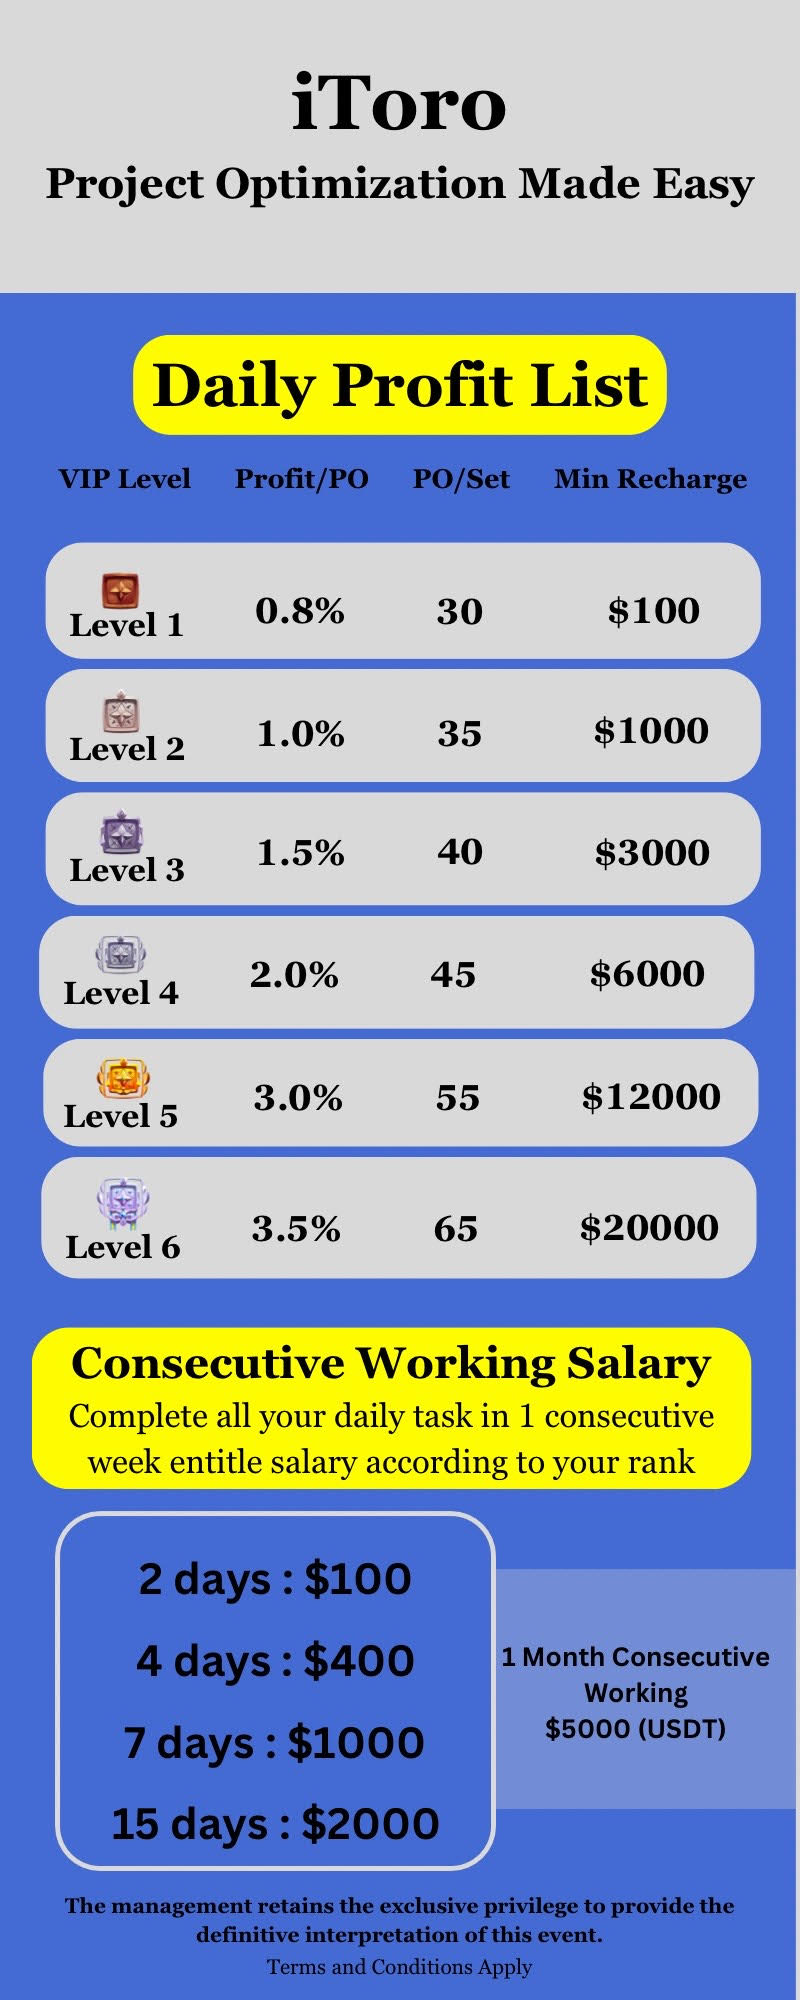 iToro
Project Optimization Made Easy
Daily Profit List
VIP Level Profit/PO PO/Set Min Recharge
Level 1 0.8% 30 $100
Level 2 1.0% 35 $1000
Level 3 1.5% 40 $3000
Level 4 2.0% 45 $6000
Level 5 3.0% 55 $12000
Level 6 3.5% 65 $20000
Consecutive Working Salary
Complete all your daily task in 1 consecutive
week entitle salary according to your rank
2 days : $100
4 days : $400
7 days : $1000
15 days : $2000
1 Month Consecutive
Working
$5000 (USDT)
The management retains the exclusive privilege to provide the
definitive interpretation of this event.
Terms and Conditions Apply